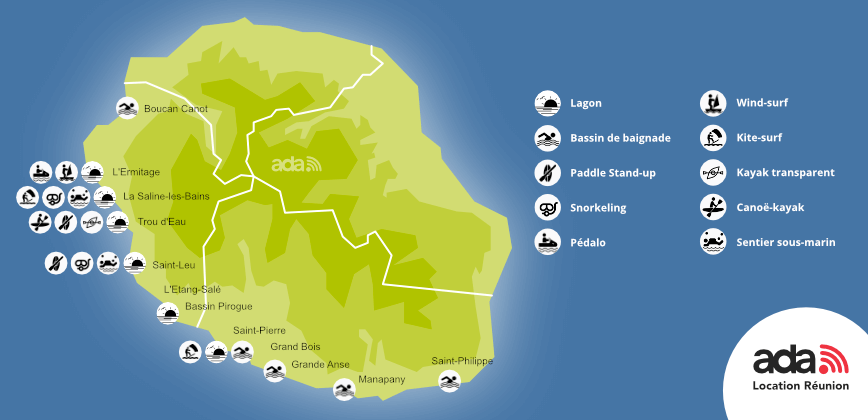 Boucan Canot
L'Ermitage
La Saline-les-Bains
Trou d'Eau
Saint-Leu
L'Etang-Salé
Bassin Pirogue
Saint-Pierre
Grand Bois
Grande Anse
Manapany
Saint-Philippe
ada
Lagon
Bassin de baignade
Paddle Stand-up
Snorkeling
Pédalo
Wind-surf
Kite-surf
Kayak transparent
Canoë-kayak
Sentier sous-marin
ada
Location Réunion